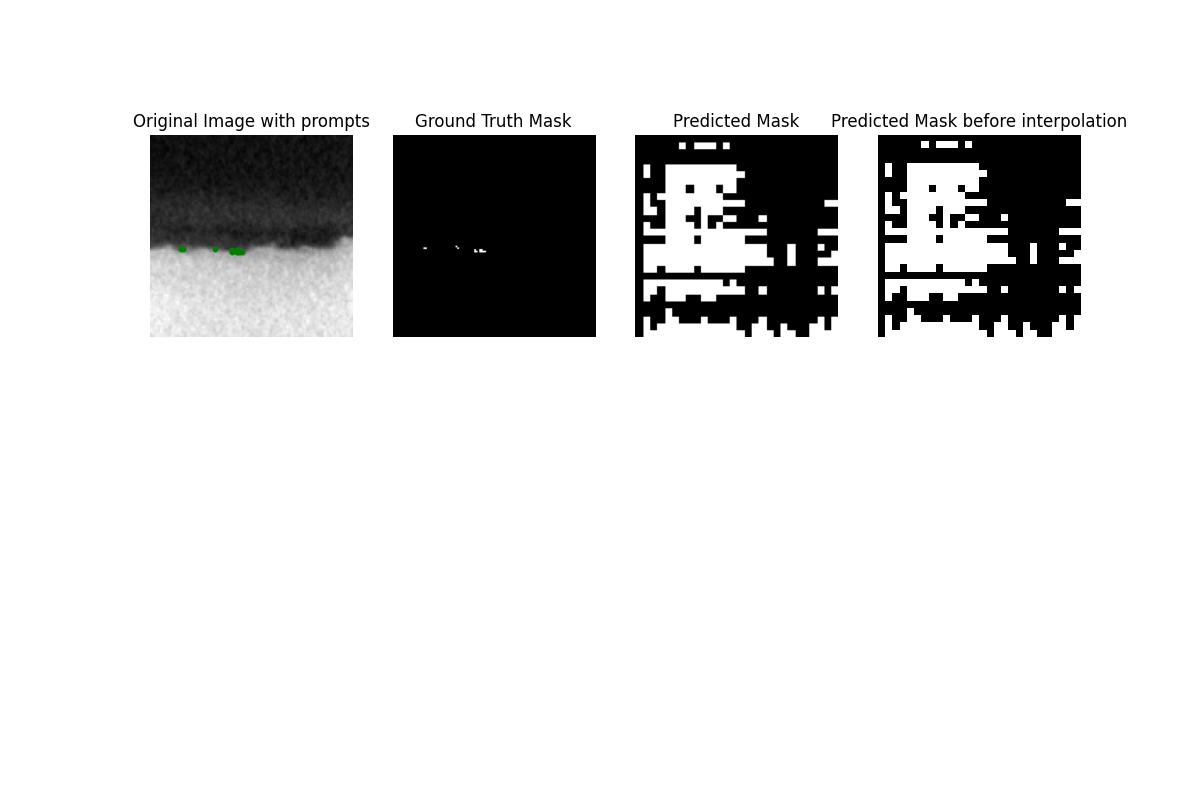 Original Image with prompts
Ground Truth Mask
Predicted Mask
Predicted Mask before interpolation